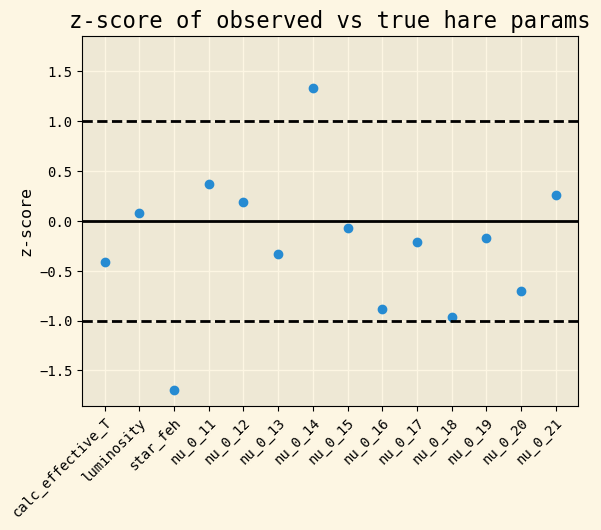 z-score of observed vs true hare params
z-score
1.5
1.0
0.5
0.0
−0.5
−1.0
−1.5
calc_effective_T
luminosity
star_feh
nu_0_11
nu_0_12
nu_0_13
nu_0_14
nu_0_15
nu_0_16
nu_0_17
nu_0_18
nu_0_19
nu_0_20
nu_0_21